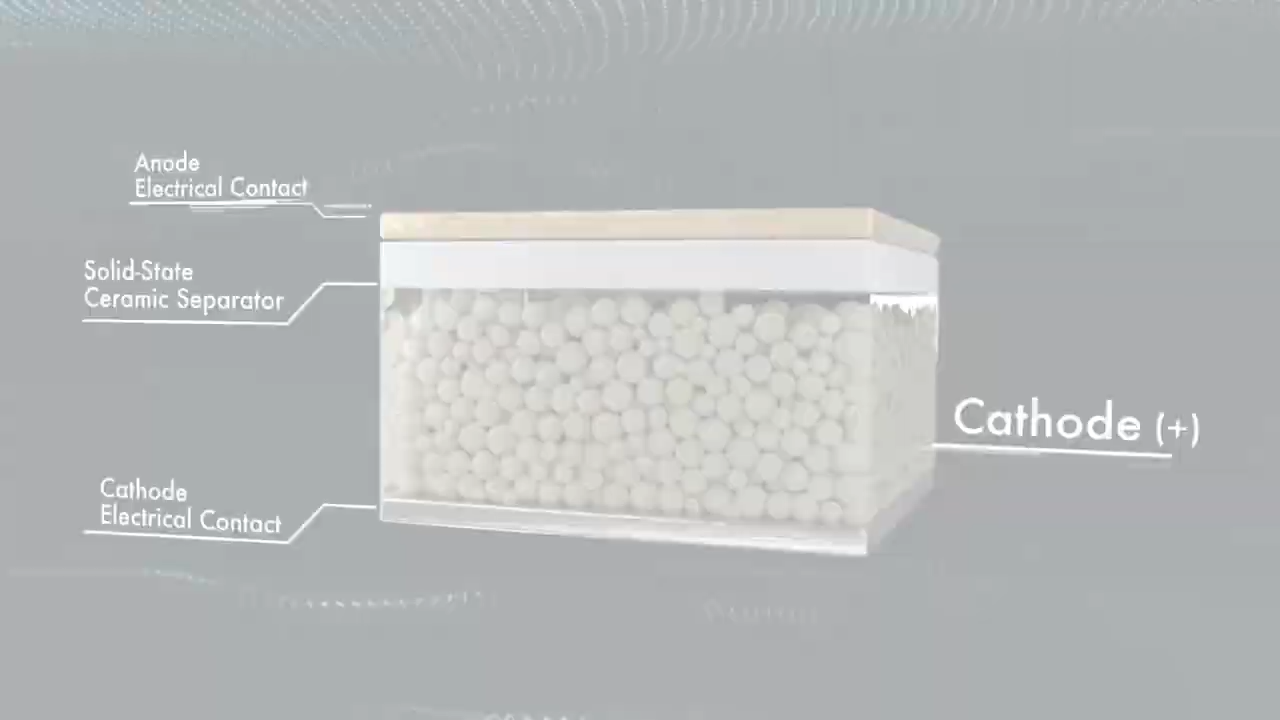 Anode
Electrical Contact
Solid-State
Ceramic Separator
Cathode (+)
Cathode
Electrical Contact